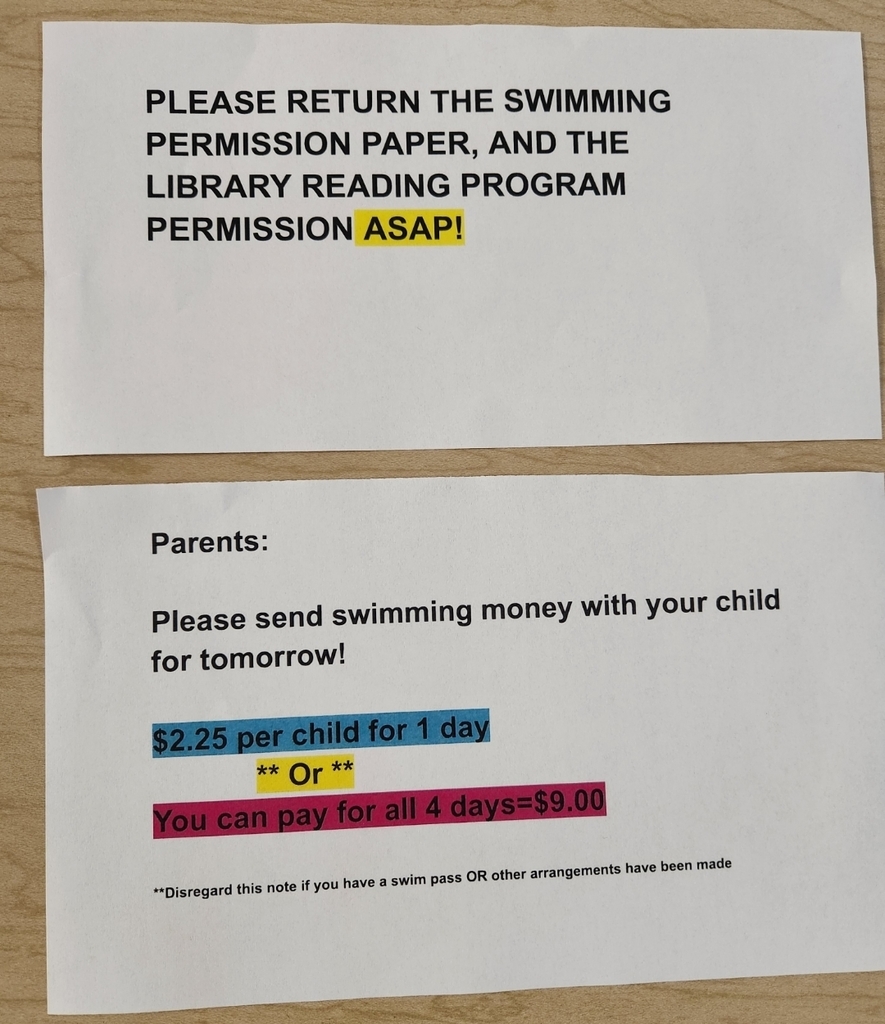 PLEASE RETURN THE SWIMMING
PERMISSION PAPER, AND THE
LIBRARY READING PROGRAM
PERMISSION ASAP!
Parents:
Please send swimming money with your child
for tomorrow!
$2.25 per child for 1 day
** Or **
You can pay for all 4 days=$9.00
**Disregard this note if you have a swim pass OR other arrangements have been made